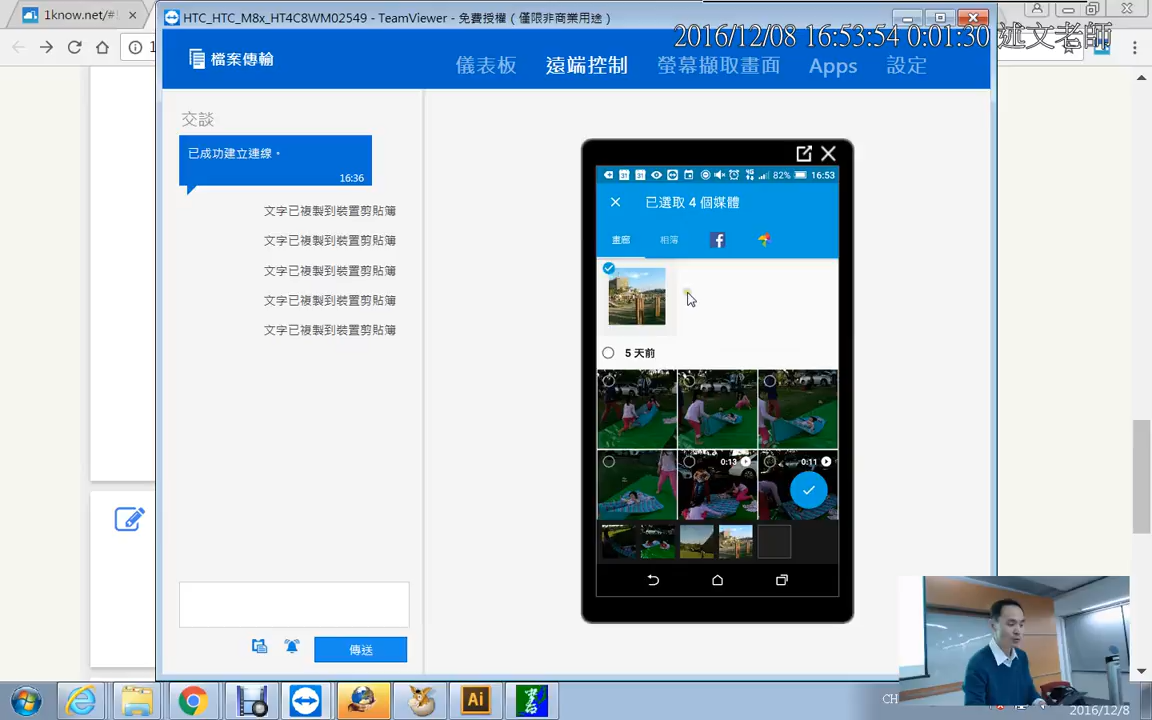 1know.net/#!
HTC_HTC_M8x_HT4C8WM02549 - TeamViewer - 免費授權（僅限非商業用途）
2016/12/08 16:53:54 0:01:30 述文老師
檔案傳輸
儀表板 遠端控制 螢幕擷取畫面 Apps 設定
交談
已成功建立連線。
16:36
文字已複製到裝置剪貼簿
文字已複製到裝置剪貼簿
文字已複製到裝置剪貼簿
文字已複製到裝置剪貼簿
文字已複製到裝置剪貼簿
傳送
31 31 4G 82% 16:53
已選取 4 個媒體
畫廊 相簿
5 天前
0:13 0:11
Ai
CH
2016/12/8